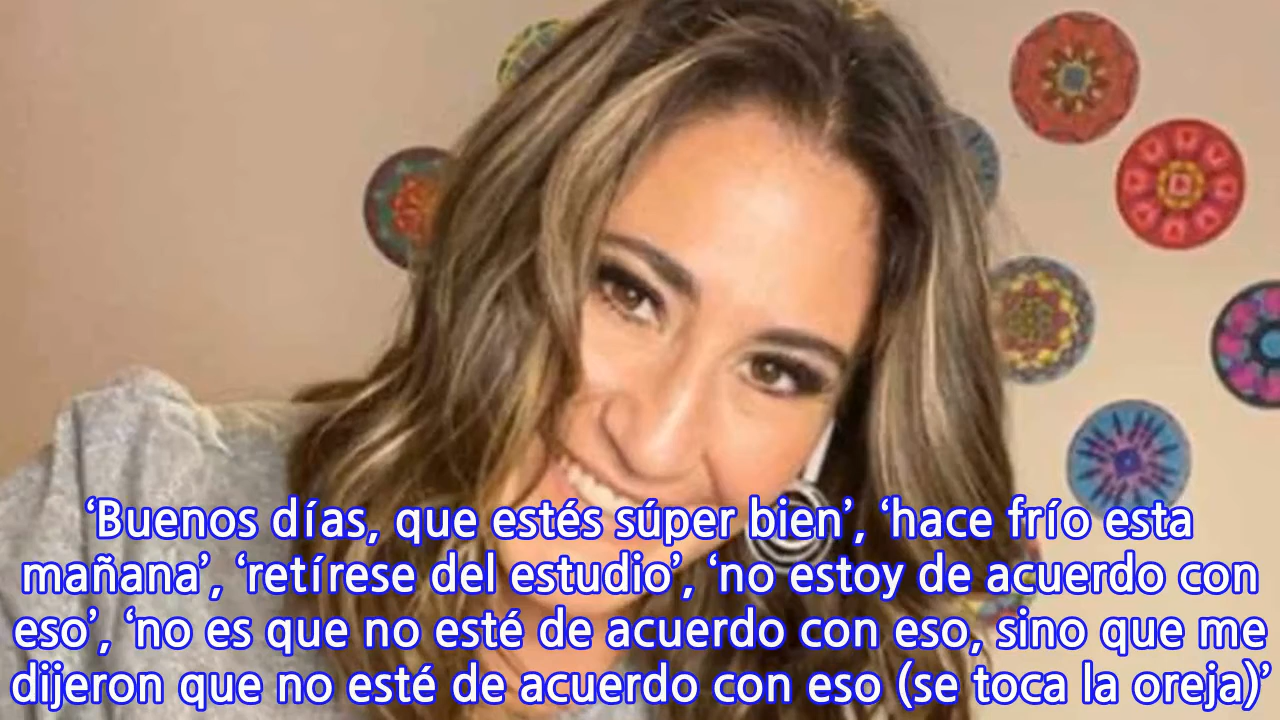 ‘Buenos días, que estés súper bien’, ‘hace frío esta
mañana’, ‘retírese del estudio’, ‘no estoy de acuerdo con
eso’, ‘no es que no esté de acuerdo con eso, sino que me
dijeron que no esté de acuerdo con eso (se toca la oreja)’